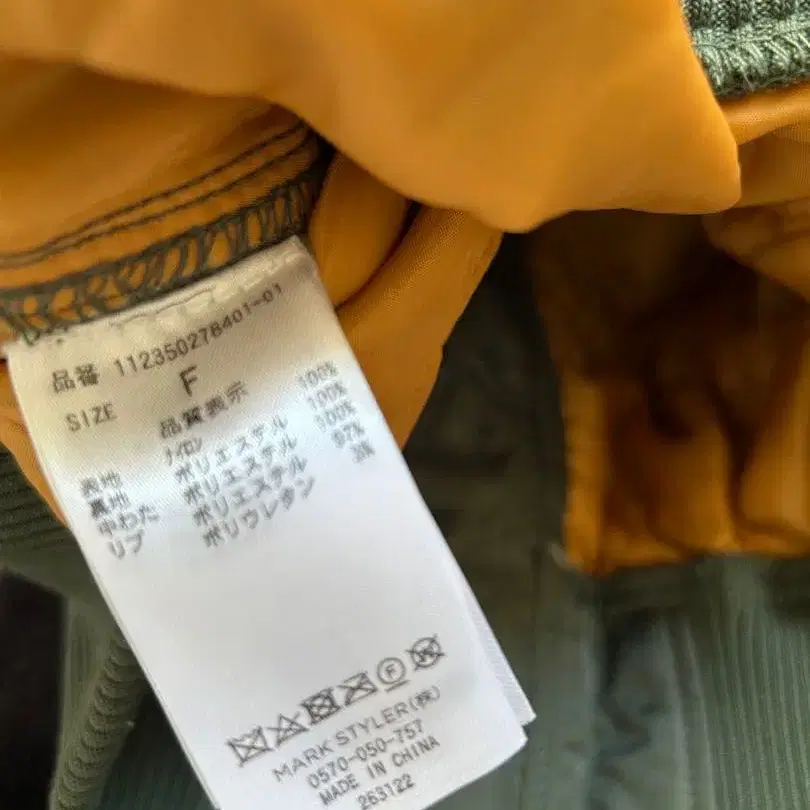 品番 112350278401-01
SIZE F
品質表示
表地 ナイロン 100%
裏地 ポリエステル 100%
中わた ポリエステル 100%
リブ ポリエステル 97%
ポリウレタン 3%
F
MARK STYLER(株)
0570-050-757
MADE IN CHINA
263122